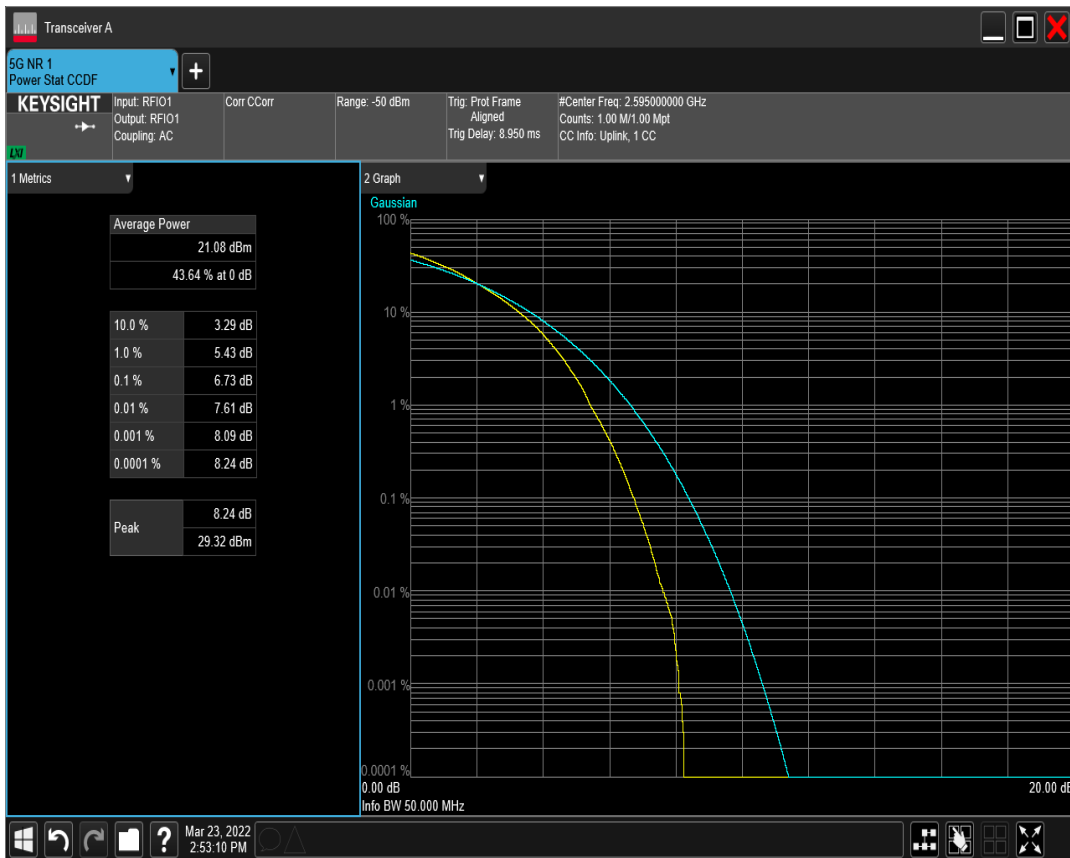 Transceiver A
5G NR 1
Power Stat CCDF
KEYSIGHT
LXI
Input: RFIO1
Output: RFIO1
Coupling: AC
Corr CCorr
Range: -50 dBm
Trig: Prot Frame
Aligned
Trig Delay: 8.950 ms
#Center Freq: 2.595000000 GHz
Counts: 1.00 M/1.00 Mpt
CC Info: Uplink, 1 CC
1 Metrics
Average Power
21.08 dBm
43.64 % at 0 dB
10.0 % 3.29 dB
1.0 % 5.43 dB
0.1 % 6.73 dB
0.01 % 7.61 dB
0.001 % 8.09 dB
0.0001 % 8.24 dB
Peak
8.24 dB
29.32 dBm
2 Graph
Gaussian
100 %
10 %
1 %
0.1 %
0.01 %
0.001 %
0.0001 %
0.00 dB
20.00 dB
Info BW 50.000 MHz
?
Mar 23, 2022
2:53:10 PM